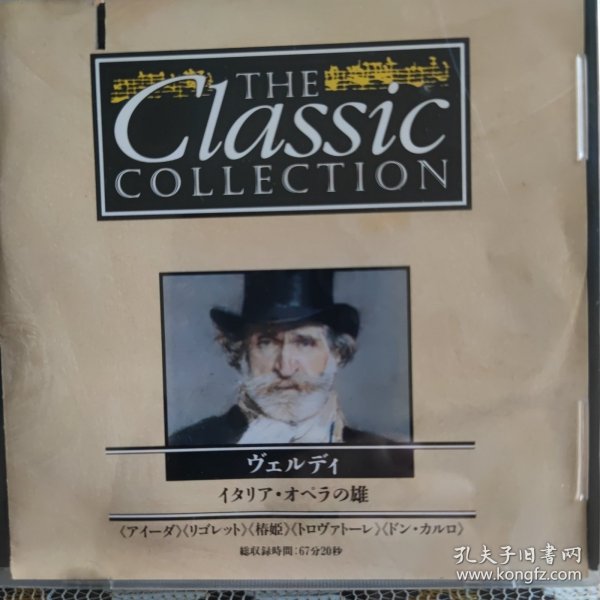 THE
Classic
COLLECTION
ヴェルディ
イタリア・オペラの雄
《アイーダ》《リゴレット》《椿姫》《トロヴァトーレ》《ドン・カルロ》
総収録時間:67分20秒
孔夫子旧书网
www.kongfz.com